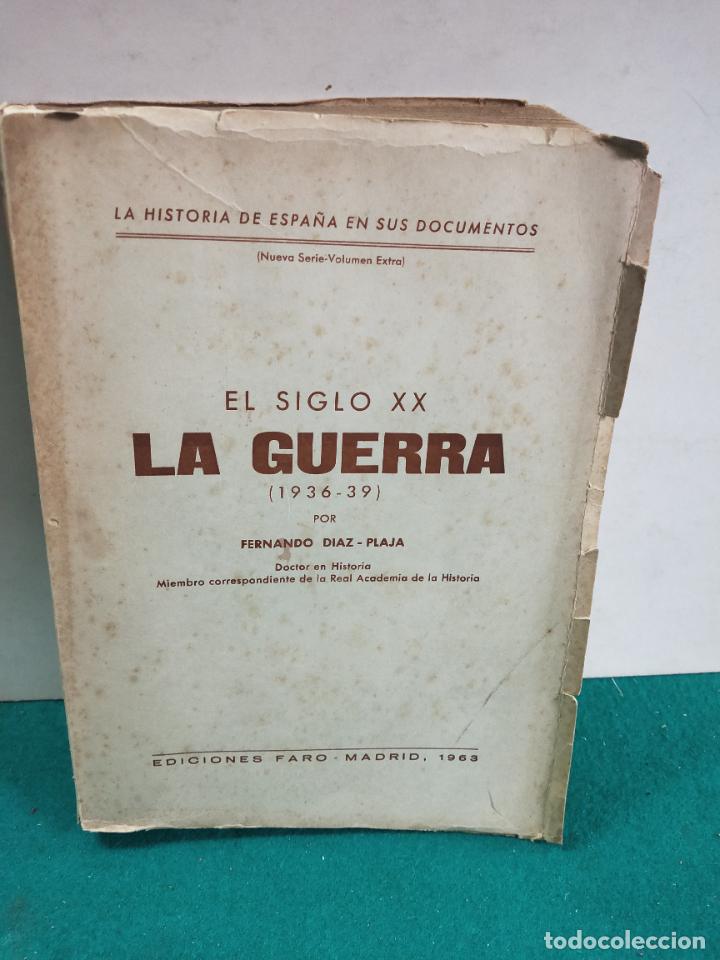 LA HISTORIA DE ESPAÑA EN SUS DOCUMENTOS
(Nueva Serie-Volumen Extra)
EL SIGLO XX
LA GUERRA
(1936-39)
POR
FERNANDO DIAZ-PLAJA
Doctor en Historia
Miembro correspondiente de la Real Academia de la Historia
EDICIONES FARO - MADRID, 1963
todocoleccion